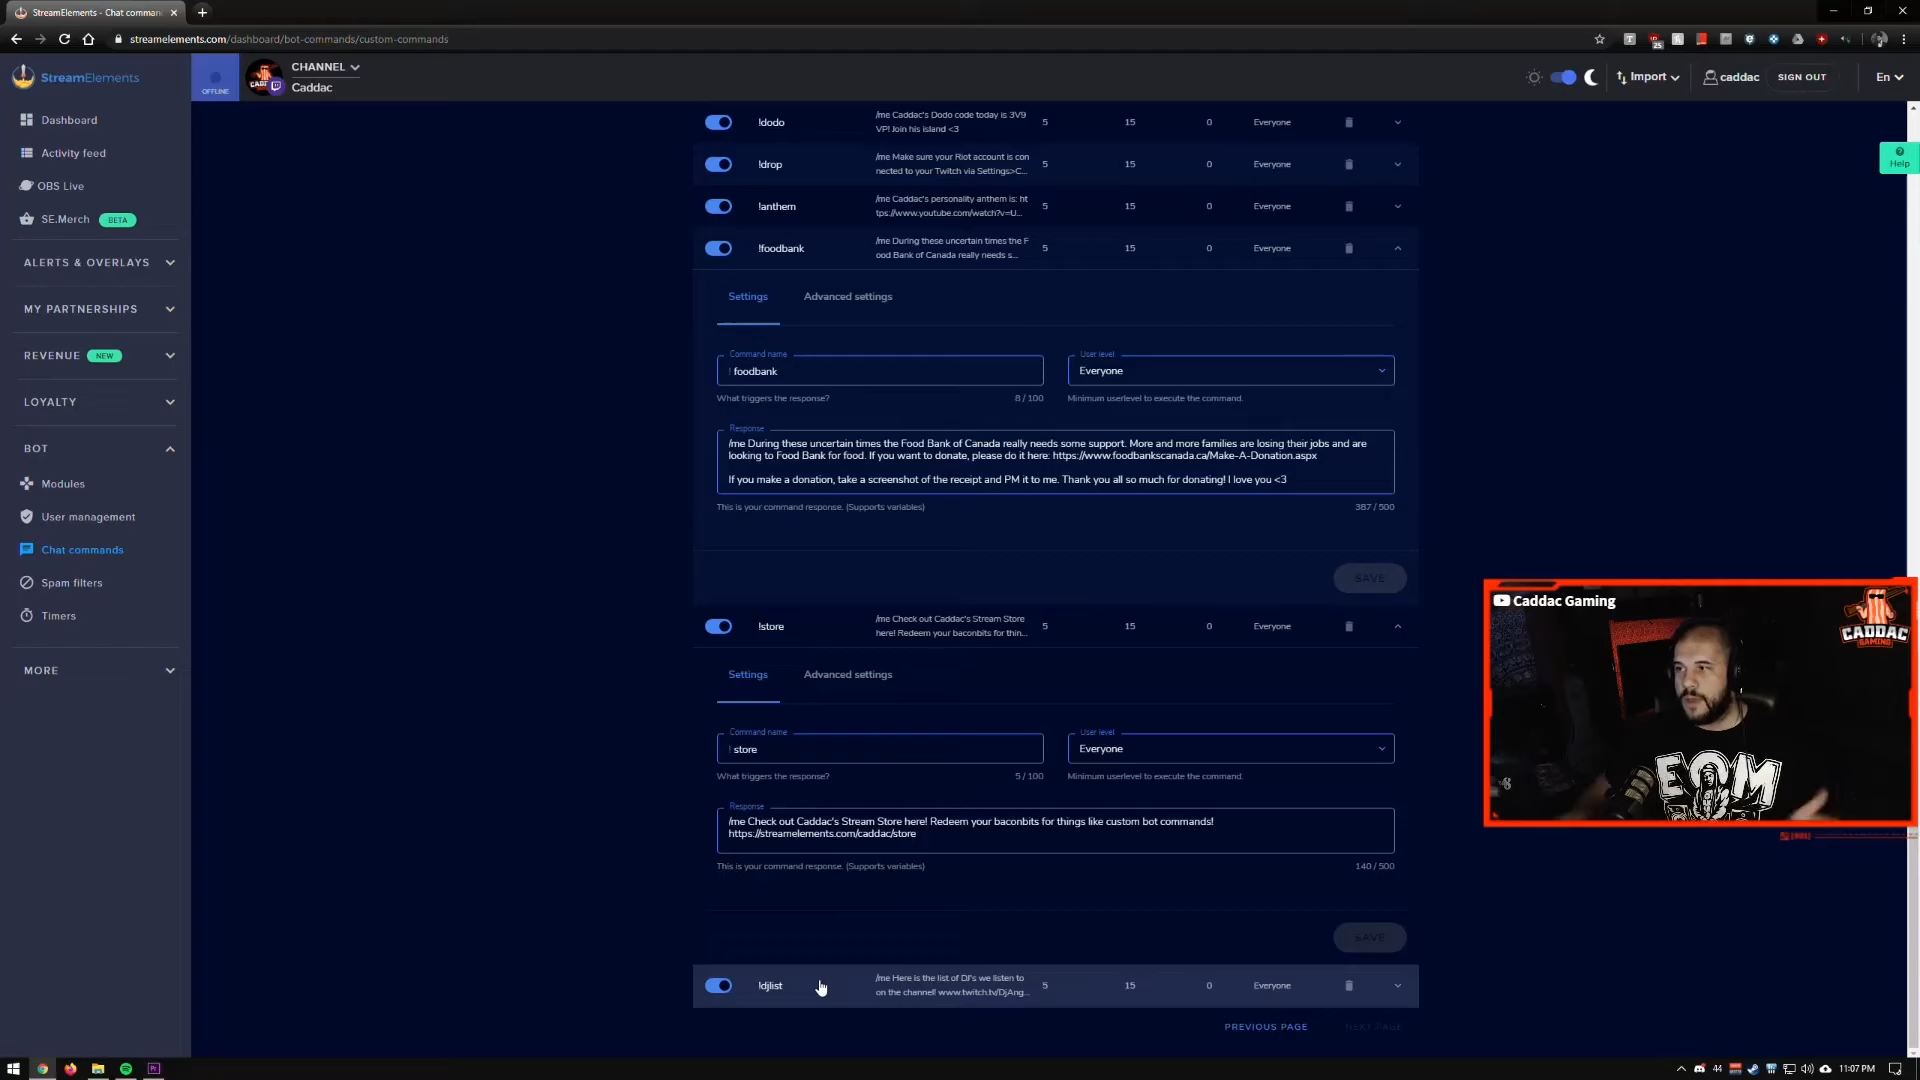 StreamElements - Chat comman
streamelements.com/dashboard/bot-commands/custom-commands
25
StreamElements
OFFLINE
CHANNEL
Caddac
Import
caddac
SIGN OUT
En
Help
Dashboard
Activity feed
OBS Live
SE.Merch BETA
ALERTS & OVERLAYS
MY PARTNERSHIPS
REVENUE NEW
LOYALTY
BOT
Modules
User management
Chat commands
Spam filters
Timers
MORE
!dodo
/me Caddac's Dodo code today is 3V9
VP! Join his island <3
5 15 0 Everyone
!drop
/me Make sure your Riot account is con
nected to your Twitch via Settings>C...
5 15 0 Everyone
!anthem
/me Caddac's personality anthem is: ht
tps://www.youtube.com/watch?v=U...
5 15 0 Everyone
!foodbank
/me During these uncertain times the F
ood Bank of Canada really needs s...
5 15 0 Everyone
Settings Advanced settings
Command name
! foodbank
What triggers the response? 8 / 100
User level
Everyone
Minimum userlevel to execute the command.
Response
/me During these uncertain times the Food Bank of Canada really needs some support. More and more families are losing their jobs and are
looking to Food Bank for food. If you want to donate, please do it here: https://www.foodbankscanada.ca/Make-A-Donation.aspx
If you make a donation, take a screenshot of the receipt and PM it to me. Thank you all so much for donating! I love you <3
This is your command response. (Supports variables) 387 / 500
SAVE
!store
/me Check out Caddac's Stream Store
here! Redeem your baconbits for thin...
5 15 0 Everyone
Settings Advanced settings
Command name
! store
What triggers the response? 5 / 100
User level
Everyone
Minimum userlevel to execute the command.
Response
/me Check out Caddac's Stream Store here! Redeem your baconbits for things like custom bot commands!
https://streamelements.com/caddac/store
This is your command response. (Supports variables) 140 / 500
SAVE
!djlist
/me Here is the list of DJ's we listen to
on the channel! www.twitch.tv/DjAng...
5 15 0 Everyone
PREVIOUS PAGE NEXT PAGE
Caddac Gaming
CADDAC
GAMING
EOM
44
11:07 PM